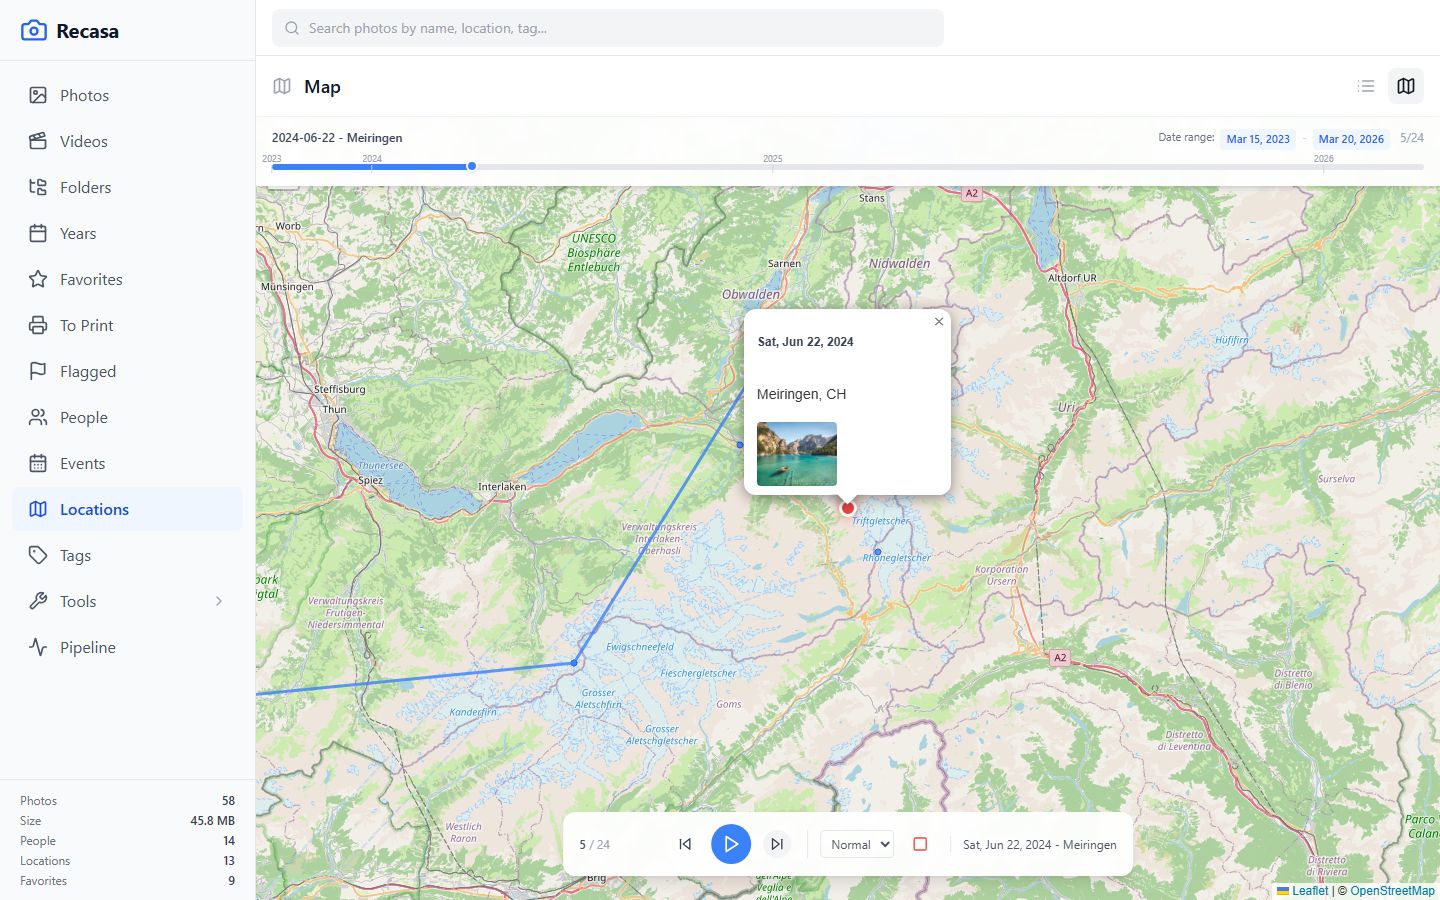 Recasa
Search photos by name, location, tag...
Photos
Videos
Folders
Years
Favorites
To Print
Flagged
People
Events
Locations
Tags
Tools
Pipeline
Photos 58
Size 45.8 MB
People 14
Locations 13
Favorites 9
Map
2024-06-22 - Meiringen
Date range: Mar 15, 2023 - Mar 20, 2026 5/24
2023 2024 2025 2026
Worb
UNESCO
Biosphäre
Entlebuch
Stans
A2
Sarnen
Nidwalden
Altdorf UR
Münsingen
Obwalden
Hüfifirn
Sat, Jun 22, 2024
Meiringen, CH
Steffisburg
Thun
Uri
Thunersee
Spiez
Interlaken
Surselva
Verwaltungskreis
Interlaken-
Oberhasli
Triftgletscher
Rhonegletscher
Korporation
Ursern
Verwaltungskreis
Frutigen-
Niedersimmental
Ewigschneefeld
Fieschergletscher
A2
Distretto
di Blenio
Grosser
Aletschfirn
Goms
Kanderfirn
Grosser
Aletschgletscher
Distretto
di Leventina
Westlich
Raron
Parco
Distretto
di Riviera
Brig
Veglia e
dell'Alpe
5 / 24
Normal
Sat, Jun 22, 2024 - Meiringen
Leaflet | © OpenStreetMap